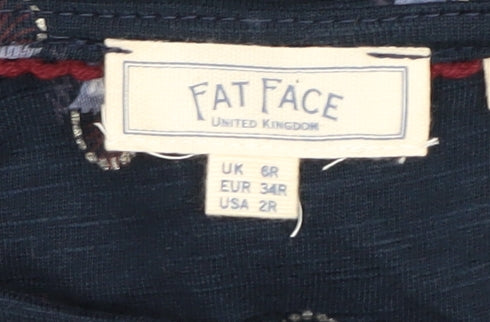 FAT FACE
UNITED KINGDOM
UK 6R
EUR 34R
USA 2R